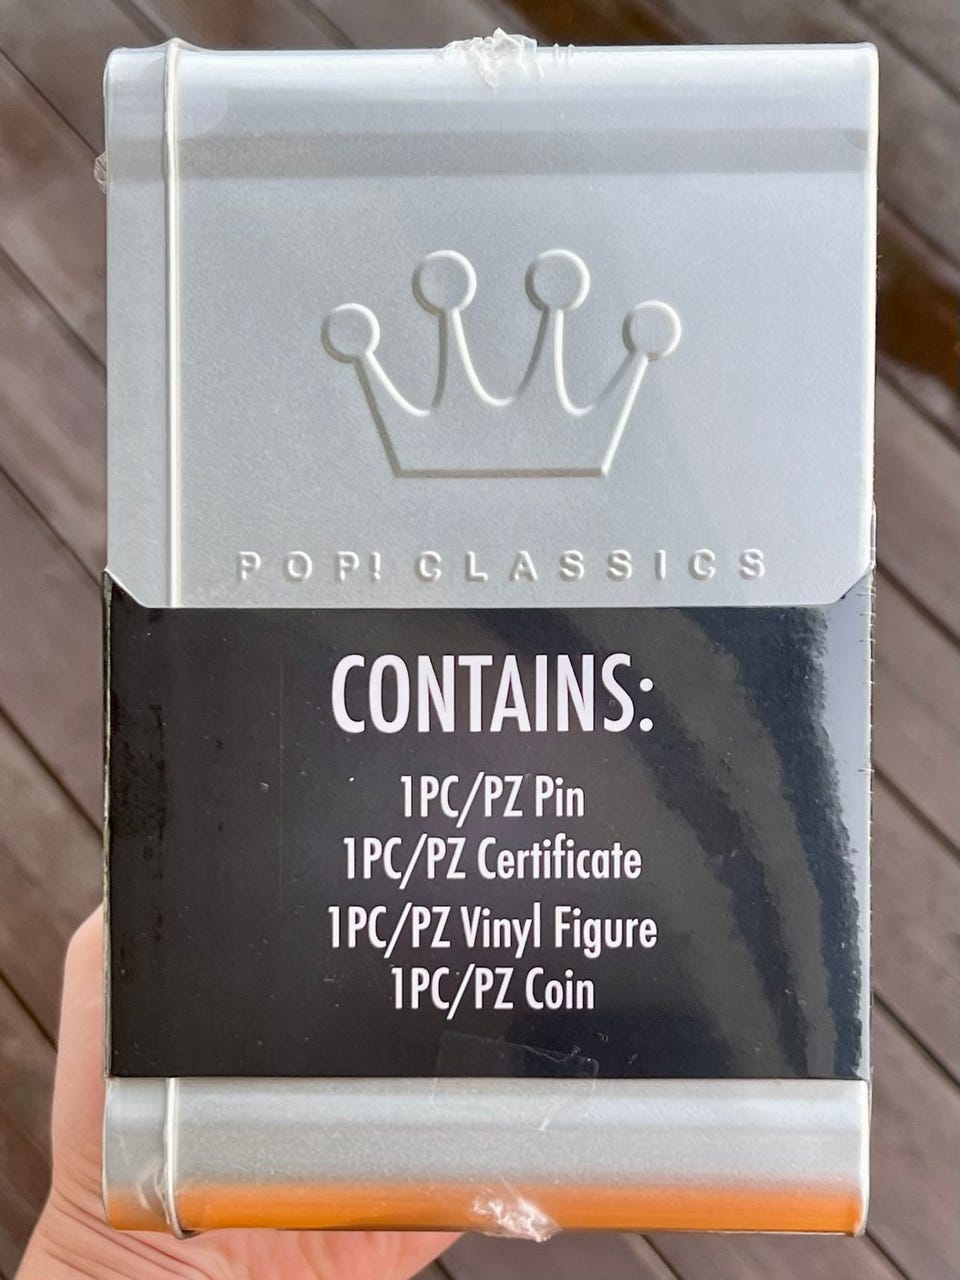 POP! CLASSICS
CONTAINS:
1PC/PZ Pin
1PC/PZ Certificate
1PC/PZ Vinyl Figure
1PC/PZ Coin